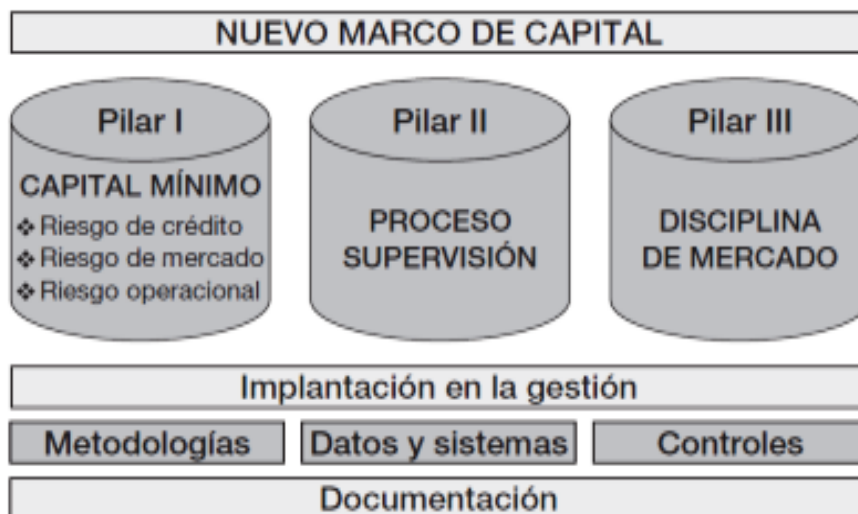 NUEVO MARCO DE CAPITAL
Pilar I
CAPITAL MÍNIMO
❖ Riesgo de crédito
❖ Riesgo de mercado
❖ Riesgo operacional
Pilar II
PROCESO
SUPERVISIÓN
Pilar III
DISCIPLINA
DE MERCADO
Implantación en la gestión
Metodologías
Datos y sistemas
Controles
Documentación